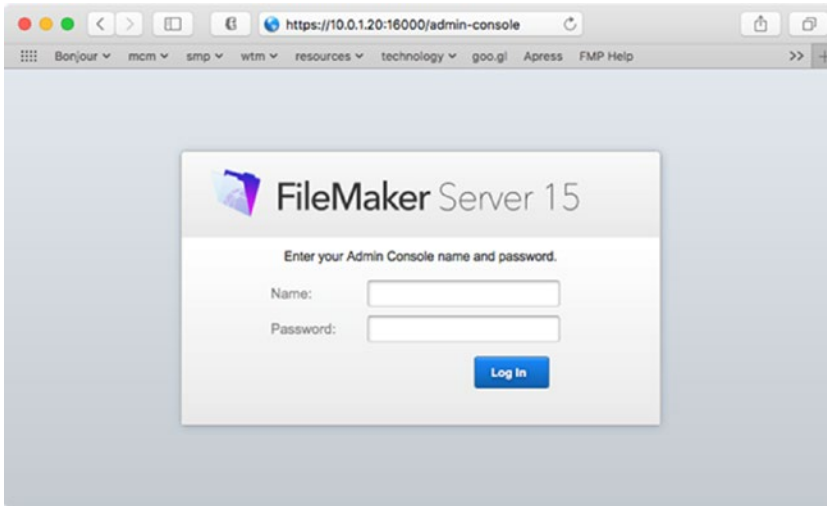 https://10.0.1.20:16000/admin-console
Bonjour mcm smp wtm resources technology goo.gl Apress FMP Help >>
FileMaker Server 15
Enter your Admin Console name and password.
Name:
Password:
Log In